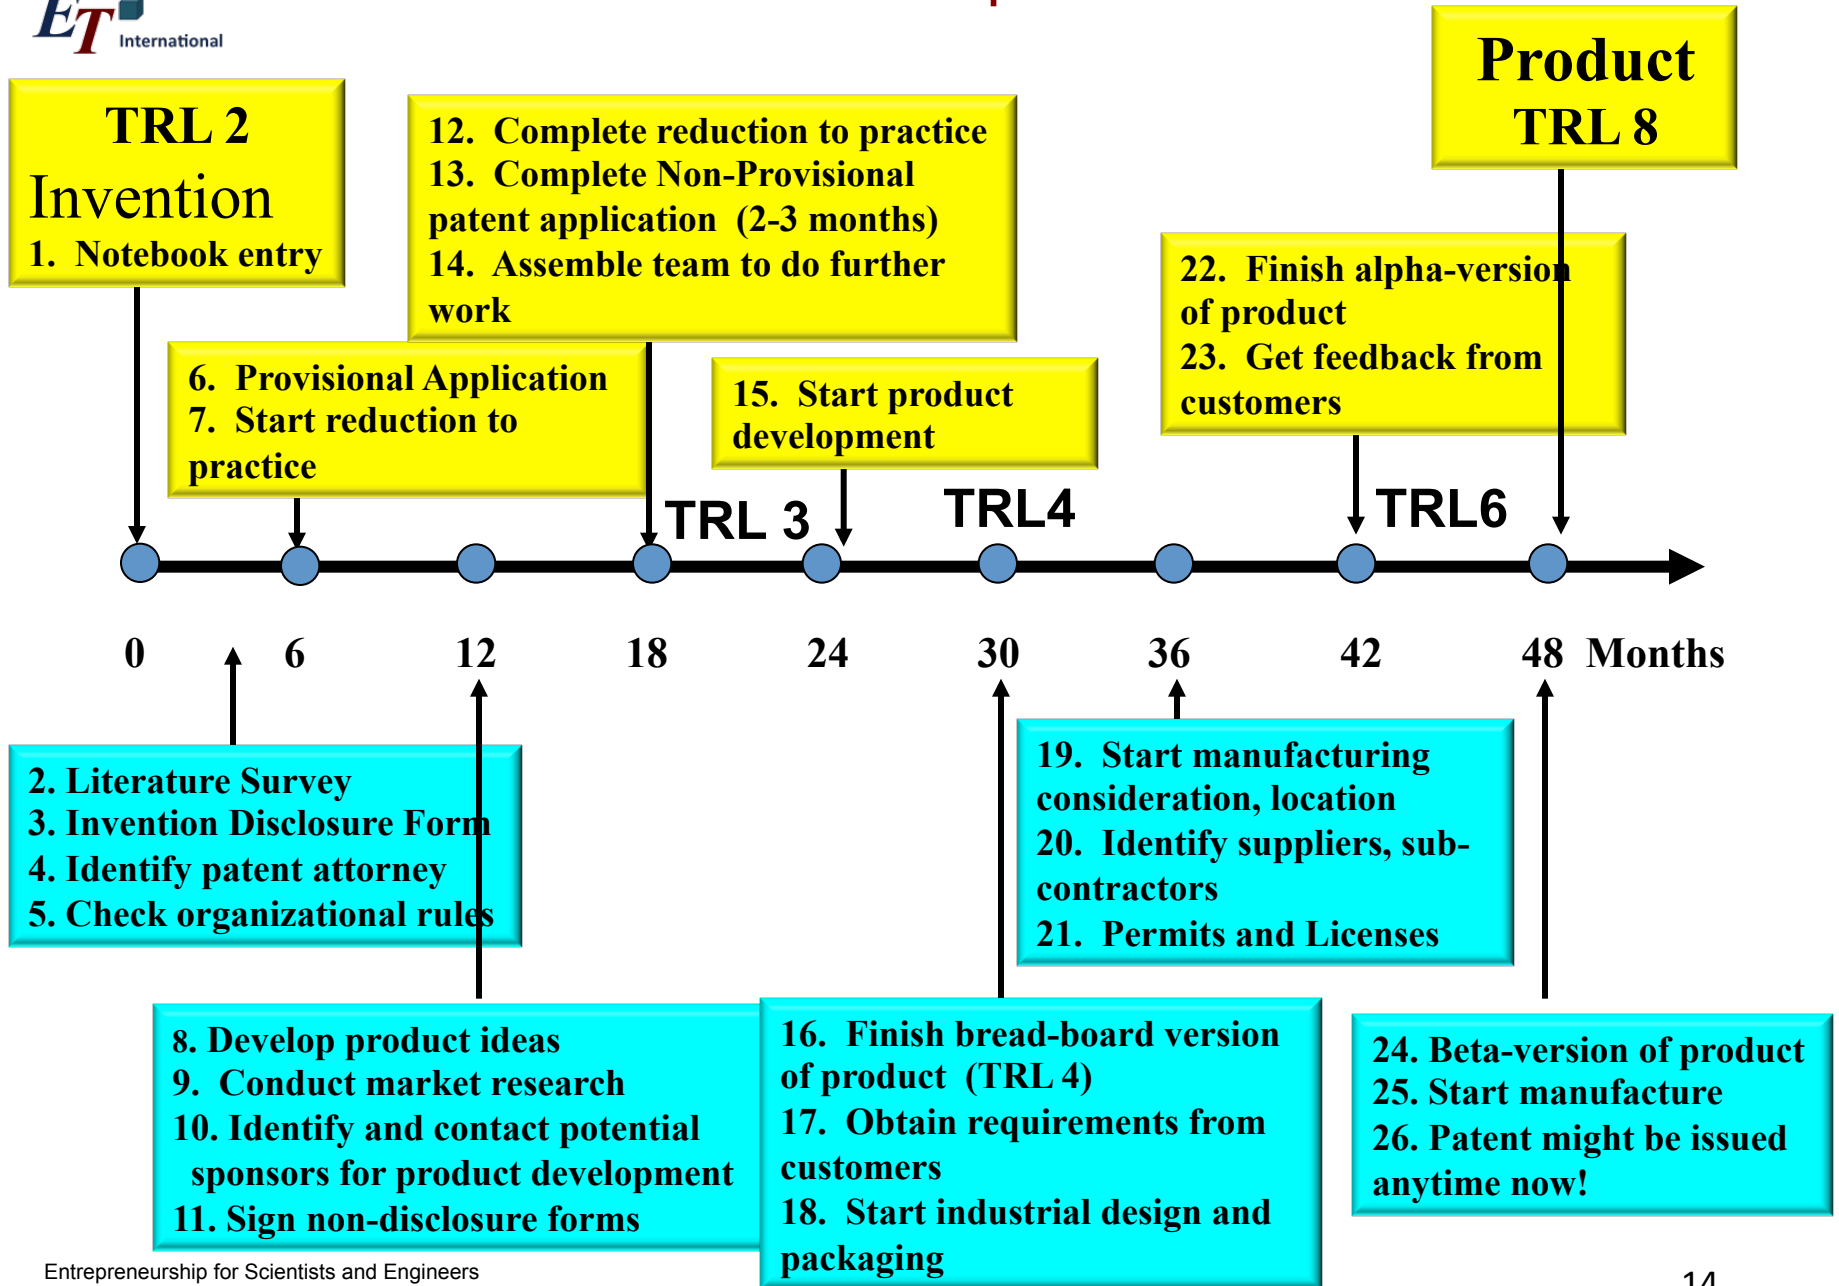 ET
International
Product
TRL 8
TRL 2
Invention
1. Notebook entry
12. Complete reduction to practice
13. Complete Non-Provisional
patent application (2-3 months)
14. Assemble team to do further
work
22. Finish alpha-version
of product
23. Get feedback from
customers
6. Provisional Application
7. Start reduction to
practice
15. Start product
development
TRL 3
TRL4
TRL6
0 6 12 18 24 30 36 42 48 Months
2. Literature Survey
3. Invention Disclosure Form
4. Identify patent attorney
5. Check organizational rules
19. Start manufacturing
consideration, location
20. Identify suppliers, sub-
contractors
21. Permits and Licenses
8. Develop product ideas
9. Conduct market research
10. Identify and contact potential
sponsors for product development
11. Sign non-disclosure forms
16. Finish bread-board version
of product (TRL 4)
17. Obtain requirements from
customers
18. Start industrial design and
packaging
24. Beta-version of product
25. Start manufacture
26. Patent might be issued
anytime now!
Entrepreneurship for Scientists and Engineers
14